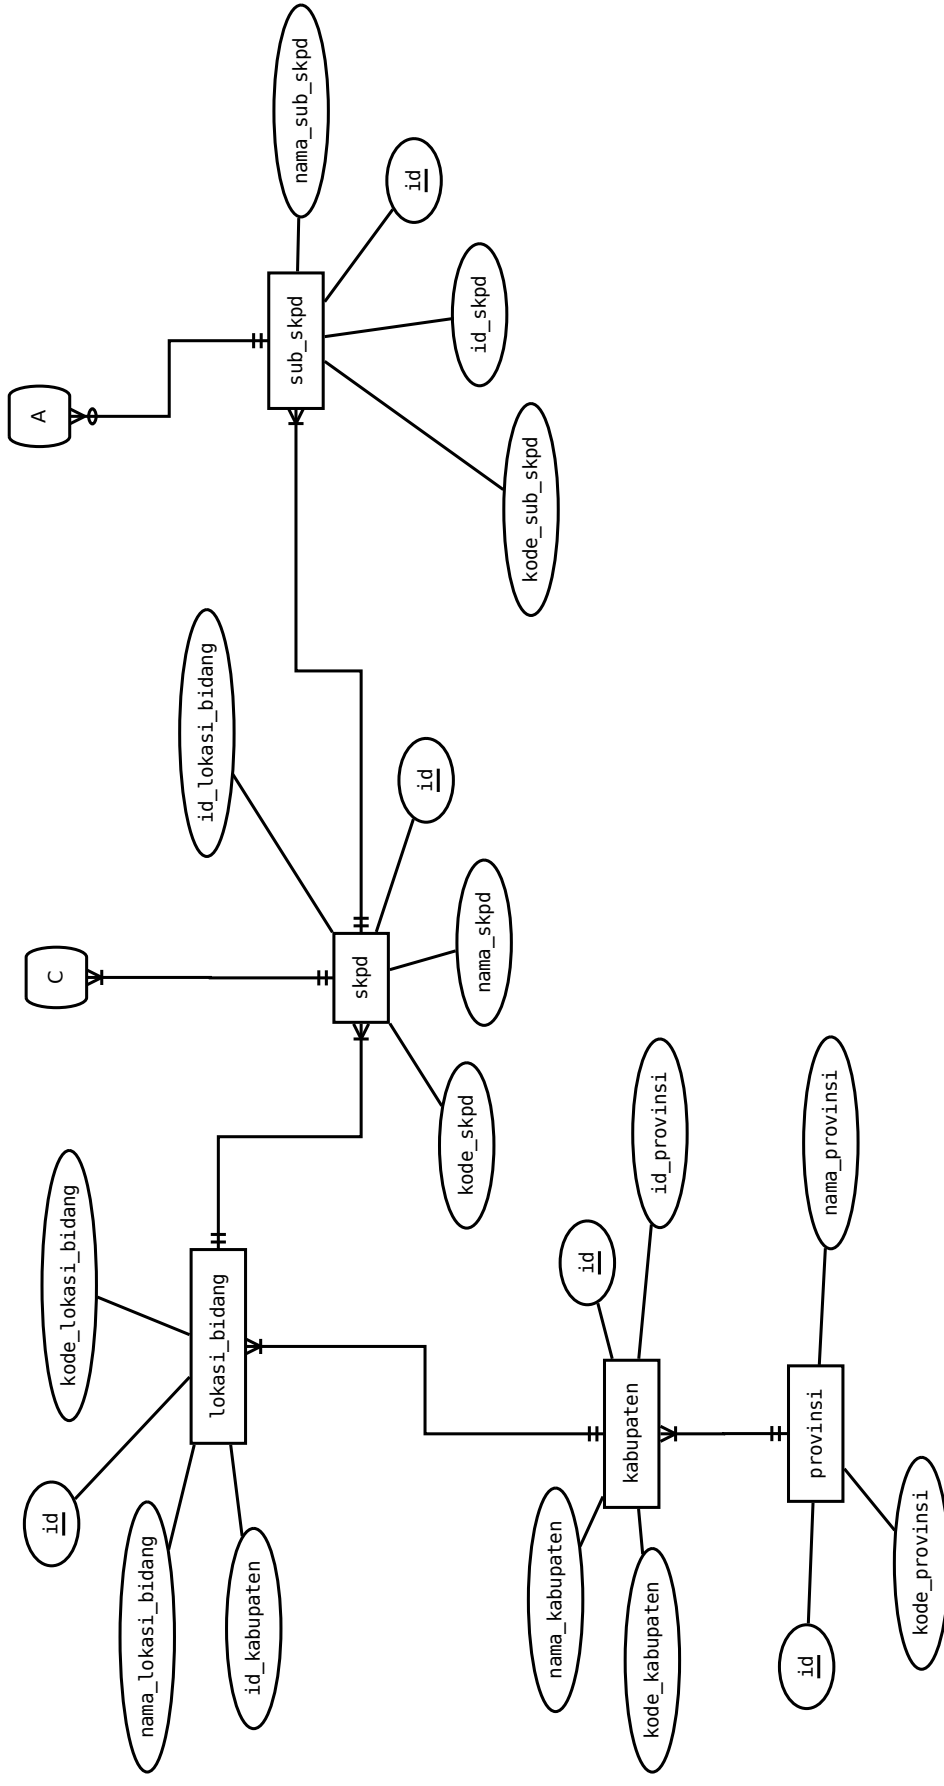 nama_lokasi_bidang
id
kode_lokasi_bidang
C
A
lokasi_bidang
id_kabupaten
id_lokasi_bidang
skpd
id
kode_skpd
nama_skpd
sub_skpd
nama_sub_skpd
id
id_skpd
kode_sub_skpd
nama_kabupaten
id
kabupaten
kode_kabupaten
id_provinsi
id
provinsi
nama_provinsi
kode_provinsi